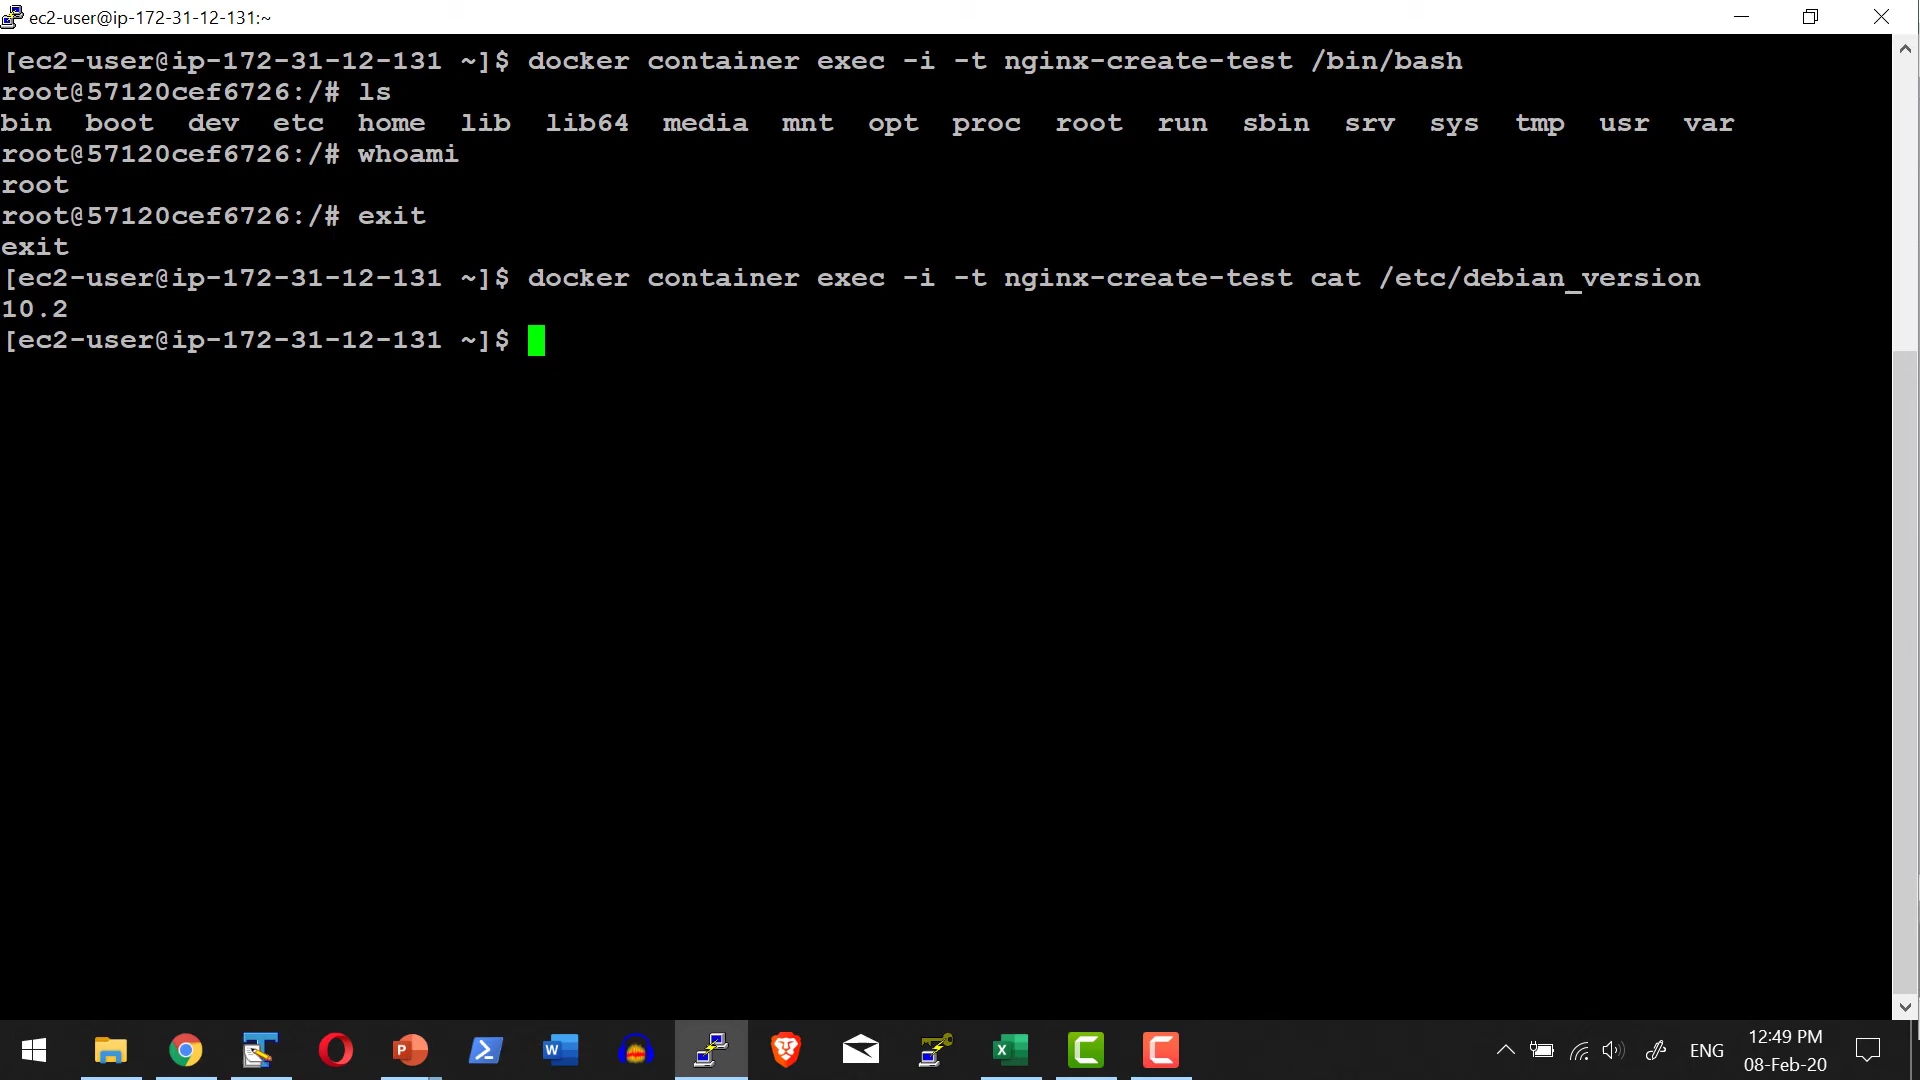 ec2-user@ip-172-31-12-131:~
[ec2-user@ip-172-31-12-131 ~]$ docker container exec -i -t nginx-create-test /bin/bash
root@57120cef6726:/# ls
bin  boot  dev  etc  home  lib  lib64  media  mnt  opt  proc  root  run  sbin  srv  sys  tmp  usr  var
root@57120cef6726:/# whoami
root
root@57120cef6726:/# exit
exit
[ec2-user@ip-172-31-12-131 ~]$ docker container exec -i -t nginx-create-test cat /etc/debian_version
10.2
[ec2-user@ip-172-31-12-131 ~]$
ENG
12:49 PM
08-Feb-20